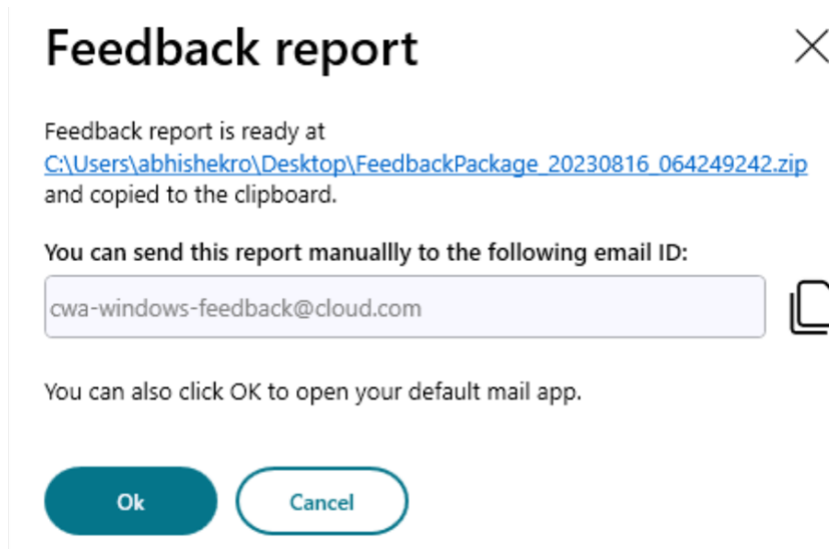 Feedback report
Feedback report is ready at
C:\Users\abhishekro\Desktop\FeedbackPackage_20230816_064249242.zip
and copied to the clipboard.
You can send this report manuallly to the following email ID:
cwa-windows-feedback@cloud.com
You can also click OK to open your default mail app.
Ok
Cancel